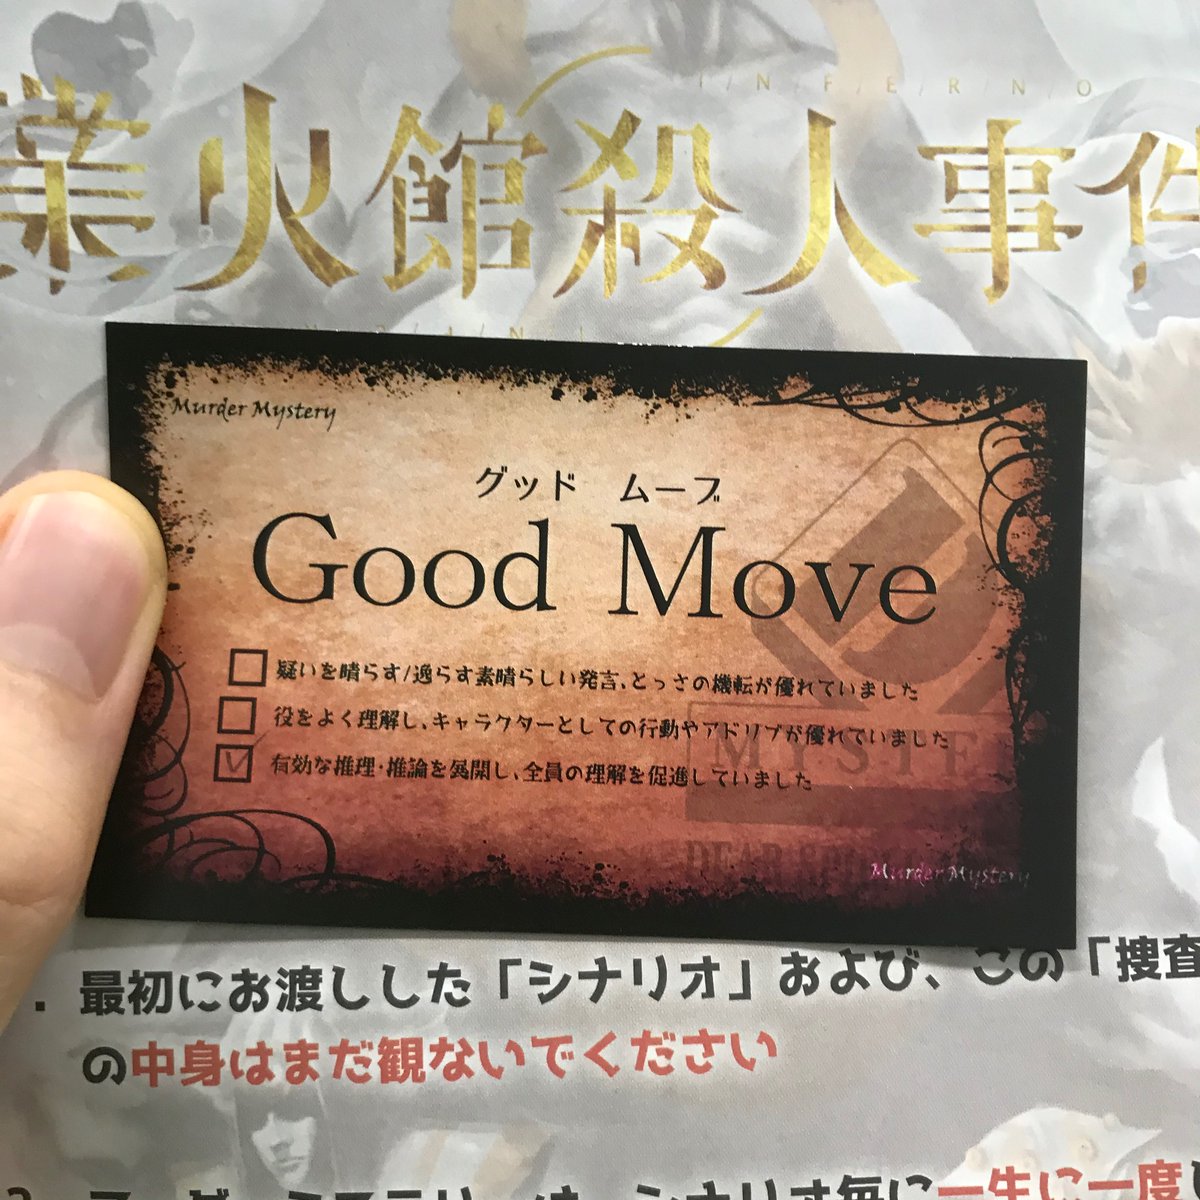 INFERNO
業火館殺人事件
Murder Mystery
グッド ムーブ
Good Move
疑いを晴らす/逸らす素晴らしい発言、とっさの機転が優れていました
役をよく理解し、キャラクターとしての行動やアドリブが優れていました
有効な推理・推論を展開し、全員の理解を促進していました
MYSTE
Murder Mystery
. 最初にお渡しした「シナリオ」および、この「捜査
の中身はまだ観ないでください
シナリオ毎に一生に一度